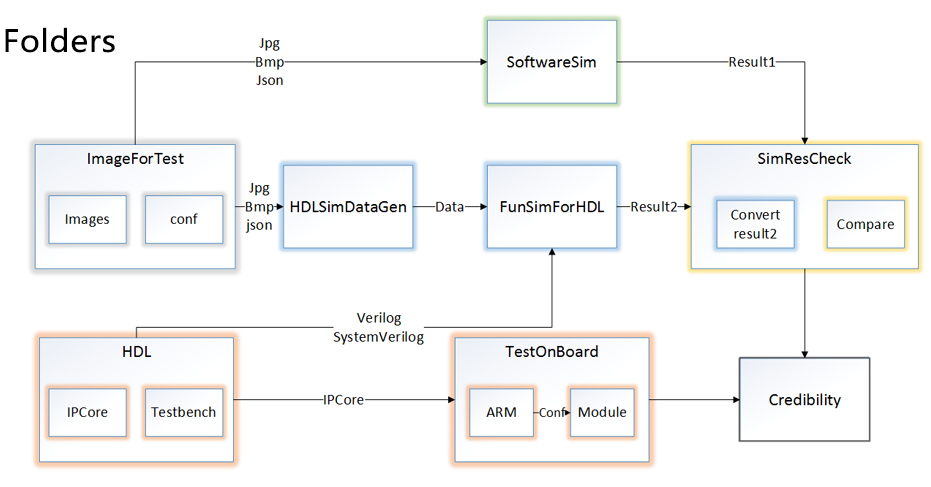 Folders
Jpg
Bmp
Json
SoftwareSim
Result1
ImageForTest
Images
conf
Jpg
Bmp
json
HDLSimDataGen
Data
FunSimForHDL
Result2
SimResCheck
Convert
result2
Compare
Verilog
SystemVerilog
HDL
IPCore
Testbench
IPCore
TestOnBoard
ARM
Conf
Module
Credibility